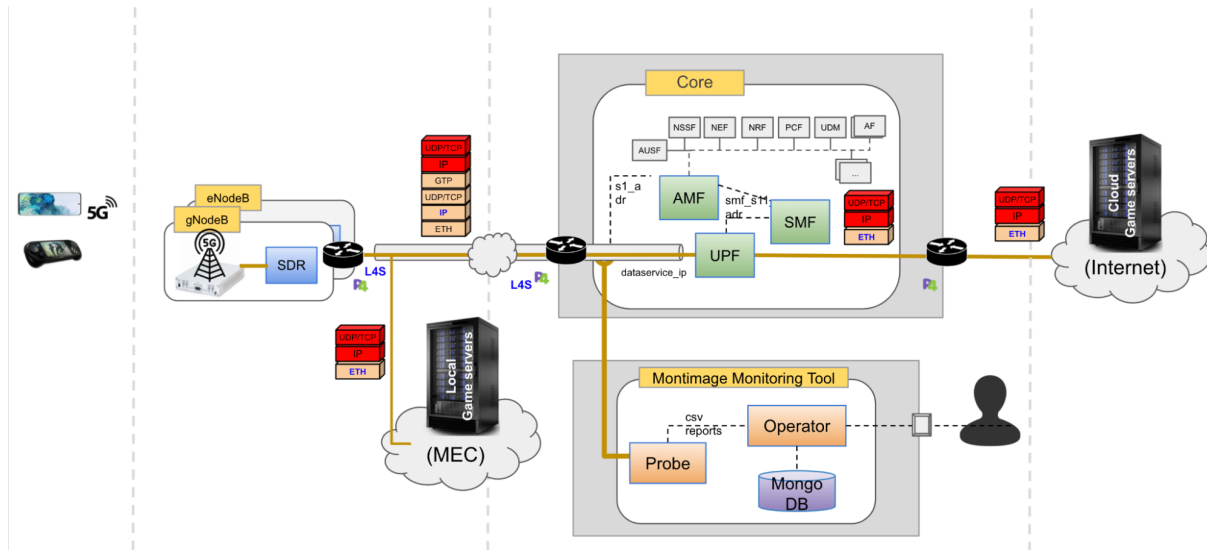 5G
eNodeB
gNodeB
5G
SDR
L4S
P4
UDP/TCP
IP
GTP
UDP/TCP
IP
ETH
L4S
P4
UDP/TCP
IP
ETH
Local
Game servers
(MEC)
Core
NSSF
NEF
NRF
PCF
UDM
AF
AUSF
...
s1_a
dr
AMF
smf_s11_
adr
SMF
UPF
dataservice_ip
UDP/TCP
IP
ETH
P4
UDP/TCP
IP
ETH
Cloud
Game servers
(Internet)
Montimage Monitoring Tool
csv
reports
Probe
Operator
Mongo
DB